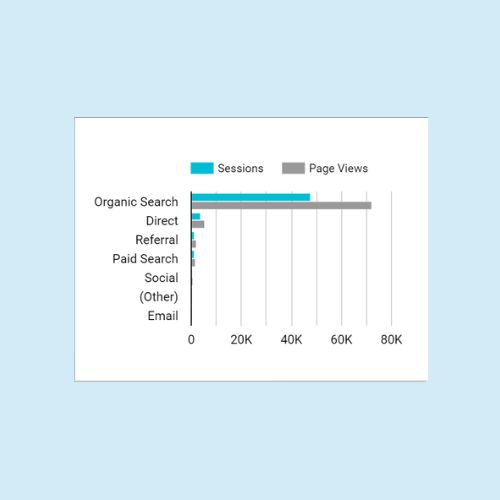 Sessions Page Views
Organic Search
Direct
Referral
Paid Search
Social
(Other)
Email
0 20K 40K 60K 80K